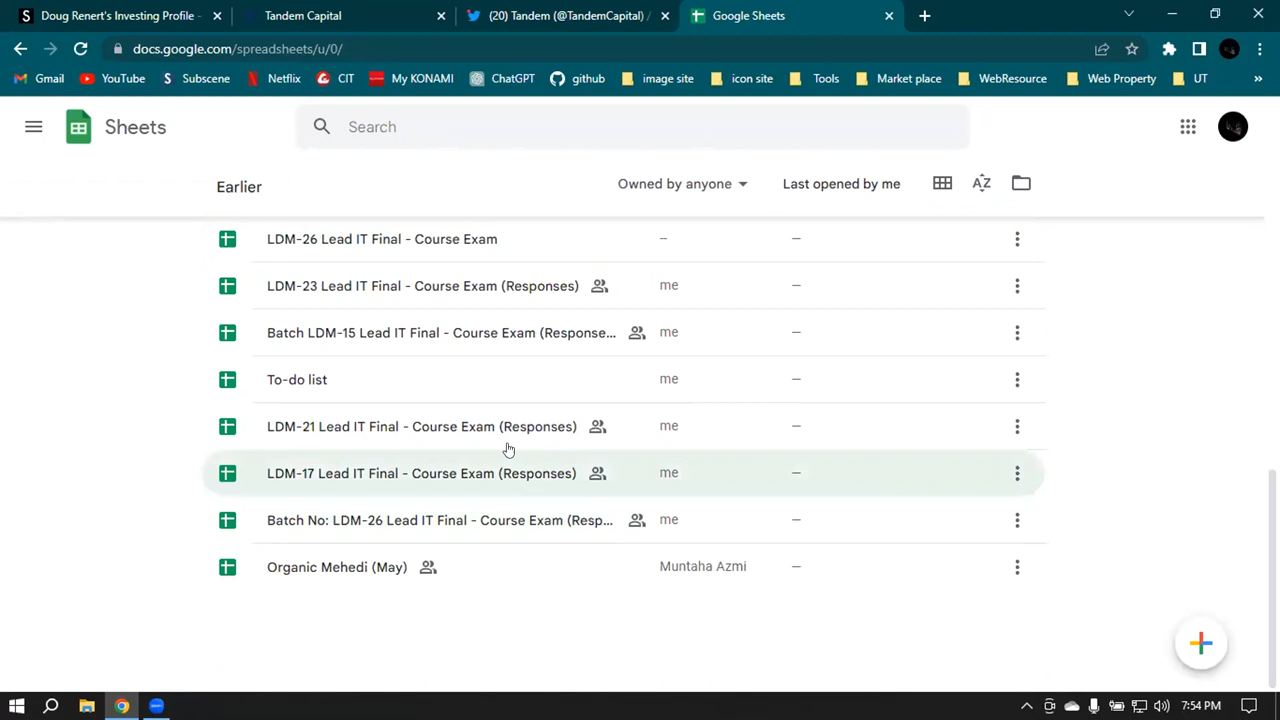 Doug Renert's Investing Profile -
Tandem Capital
(20) Tandem (@TandemCapital) /
Google Sheets
docs.google.com/spreadsheets/u/0/
Gmail
YouTube
Subscene
Netflix
CIT
My KONAMI
ChatGPT
github
image site
icon site
Tools
Market place
WebResource
Web Property
UT
»
Sheets
Search
Earlier
Owned by anyone
Last opened by me
LDM-26 Lead IT Final - Course Exam – –
LDM-23 Lead IT Final - Course Exam (Responses) me –
Batch LDM-15 Lead IT Final - Course Exam (Response... me –
To-do list me –
LDM-21 Lead IT Final - Course Exam (Responses) me –
LDM-17 Lead IT Final - Course Exam (Responses) me –
Batch No: LDM-26 Lead IT Final - Course Exam (Resp... me –
Organic Mehedi (May) Muntaha Azmi –
7:54 PM